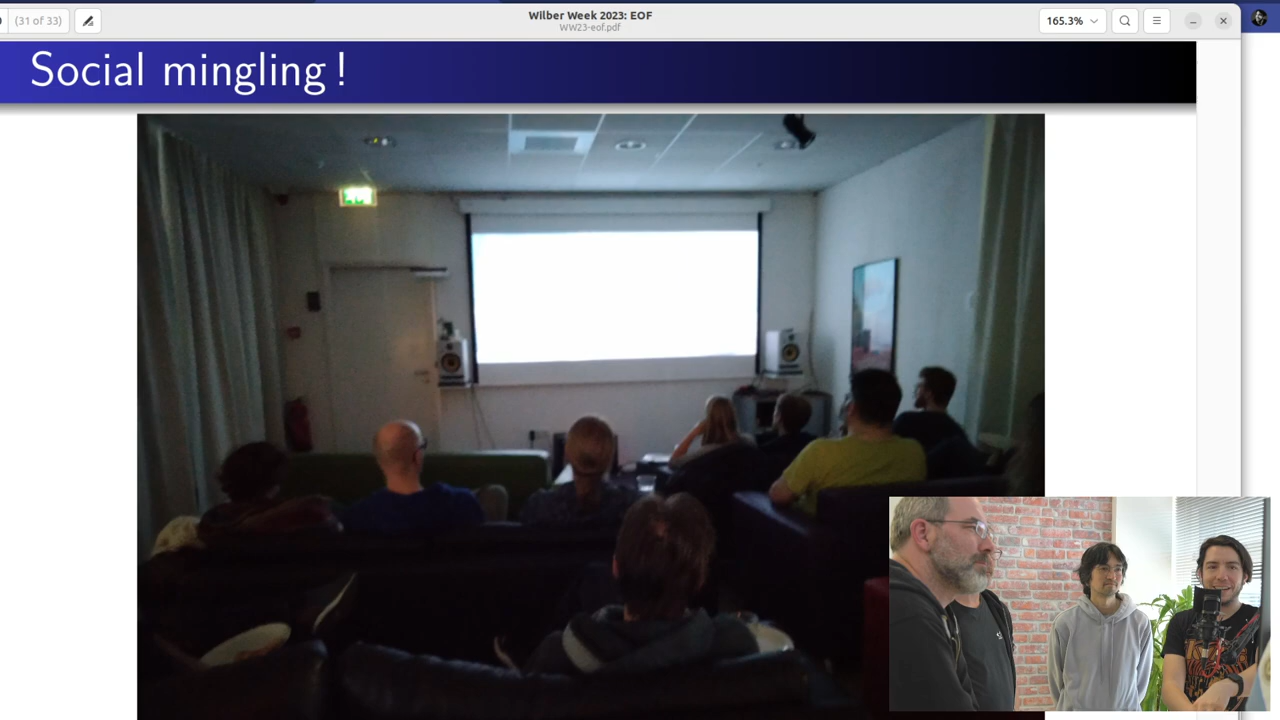 (31 of 33)
Wilber Week 2023: EOF
WW23-eof.pdf
165.3%
Social mingling !